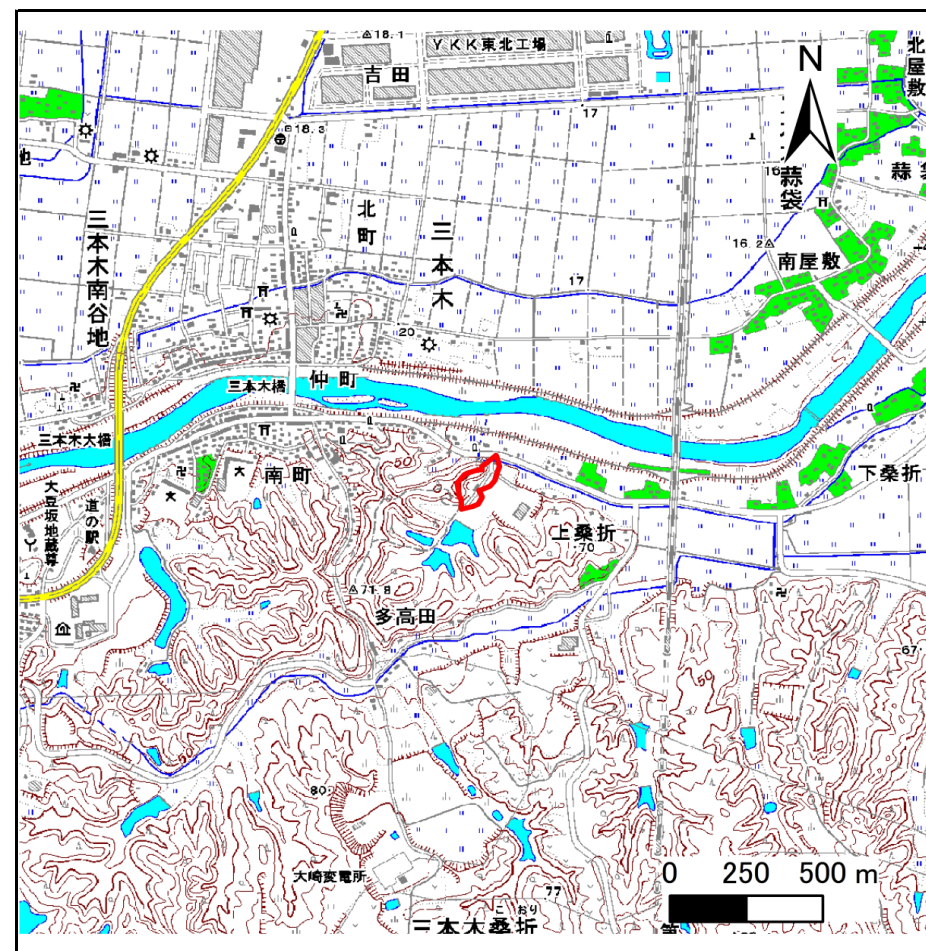 18.1
YKK東北工場
吉田
北屋敷
N
17
18.3
蒜袋
16.2
三本木南谷地
北町
三本木
南屋敷
17
20
三本木橋
仲町
三本木大橋
50
南町
下桑折
大豆坂地蔵尊
道の駅
上桑折
70
71.8
多高田
67
50
80
0 250 500 m
大崎変電所
77
こおり
三本木桑折